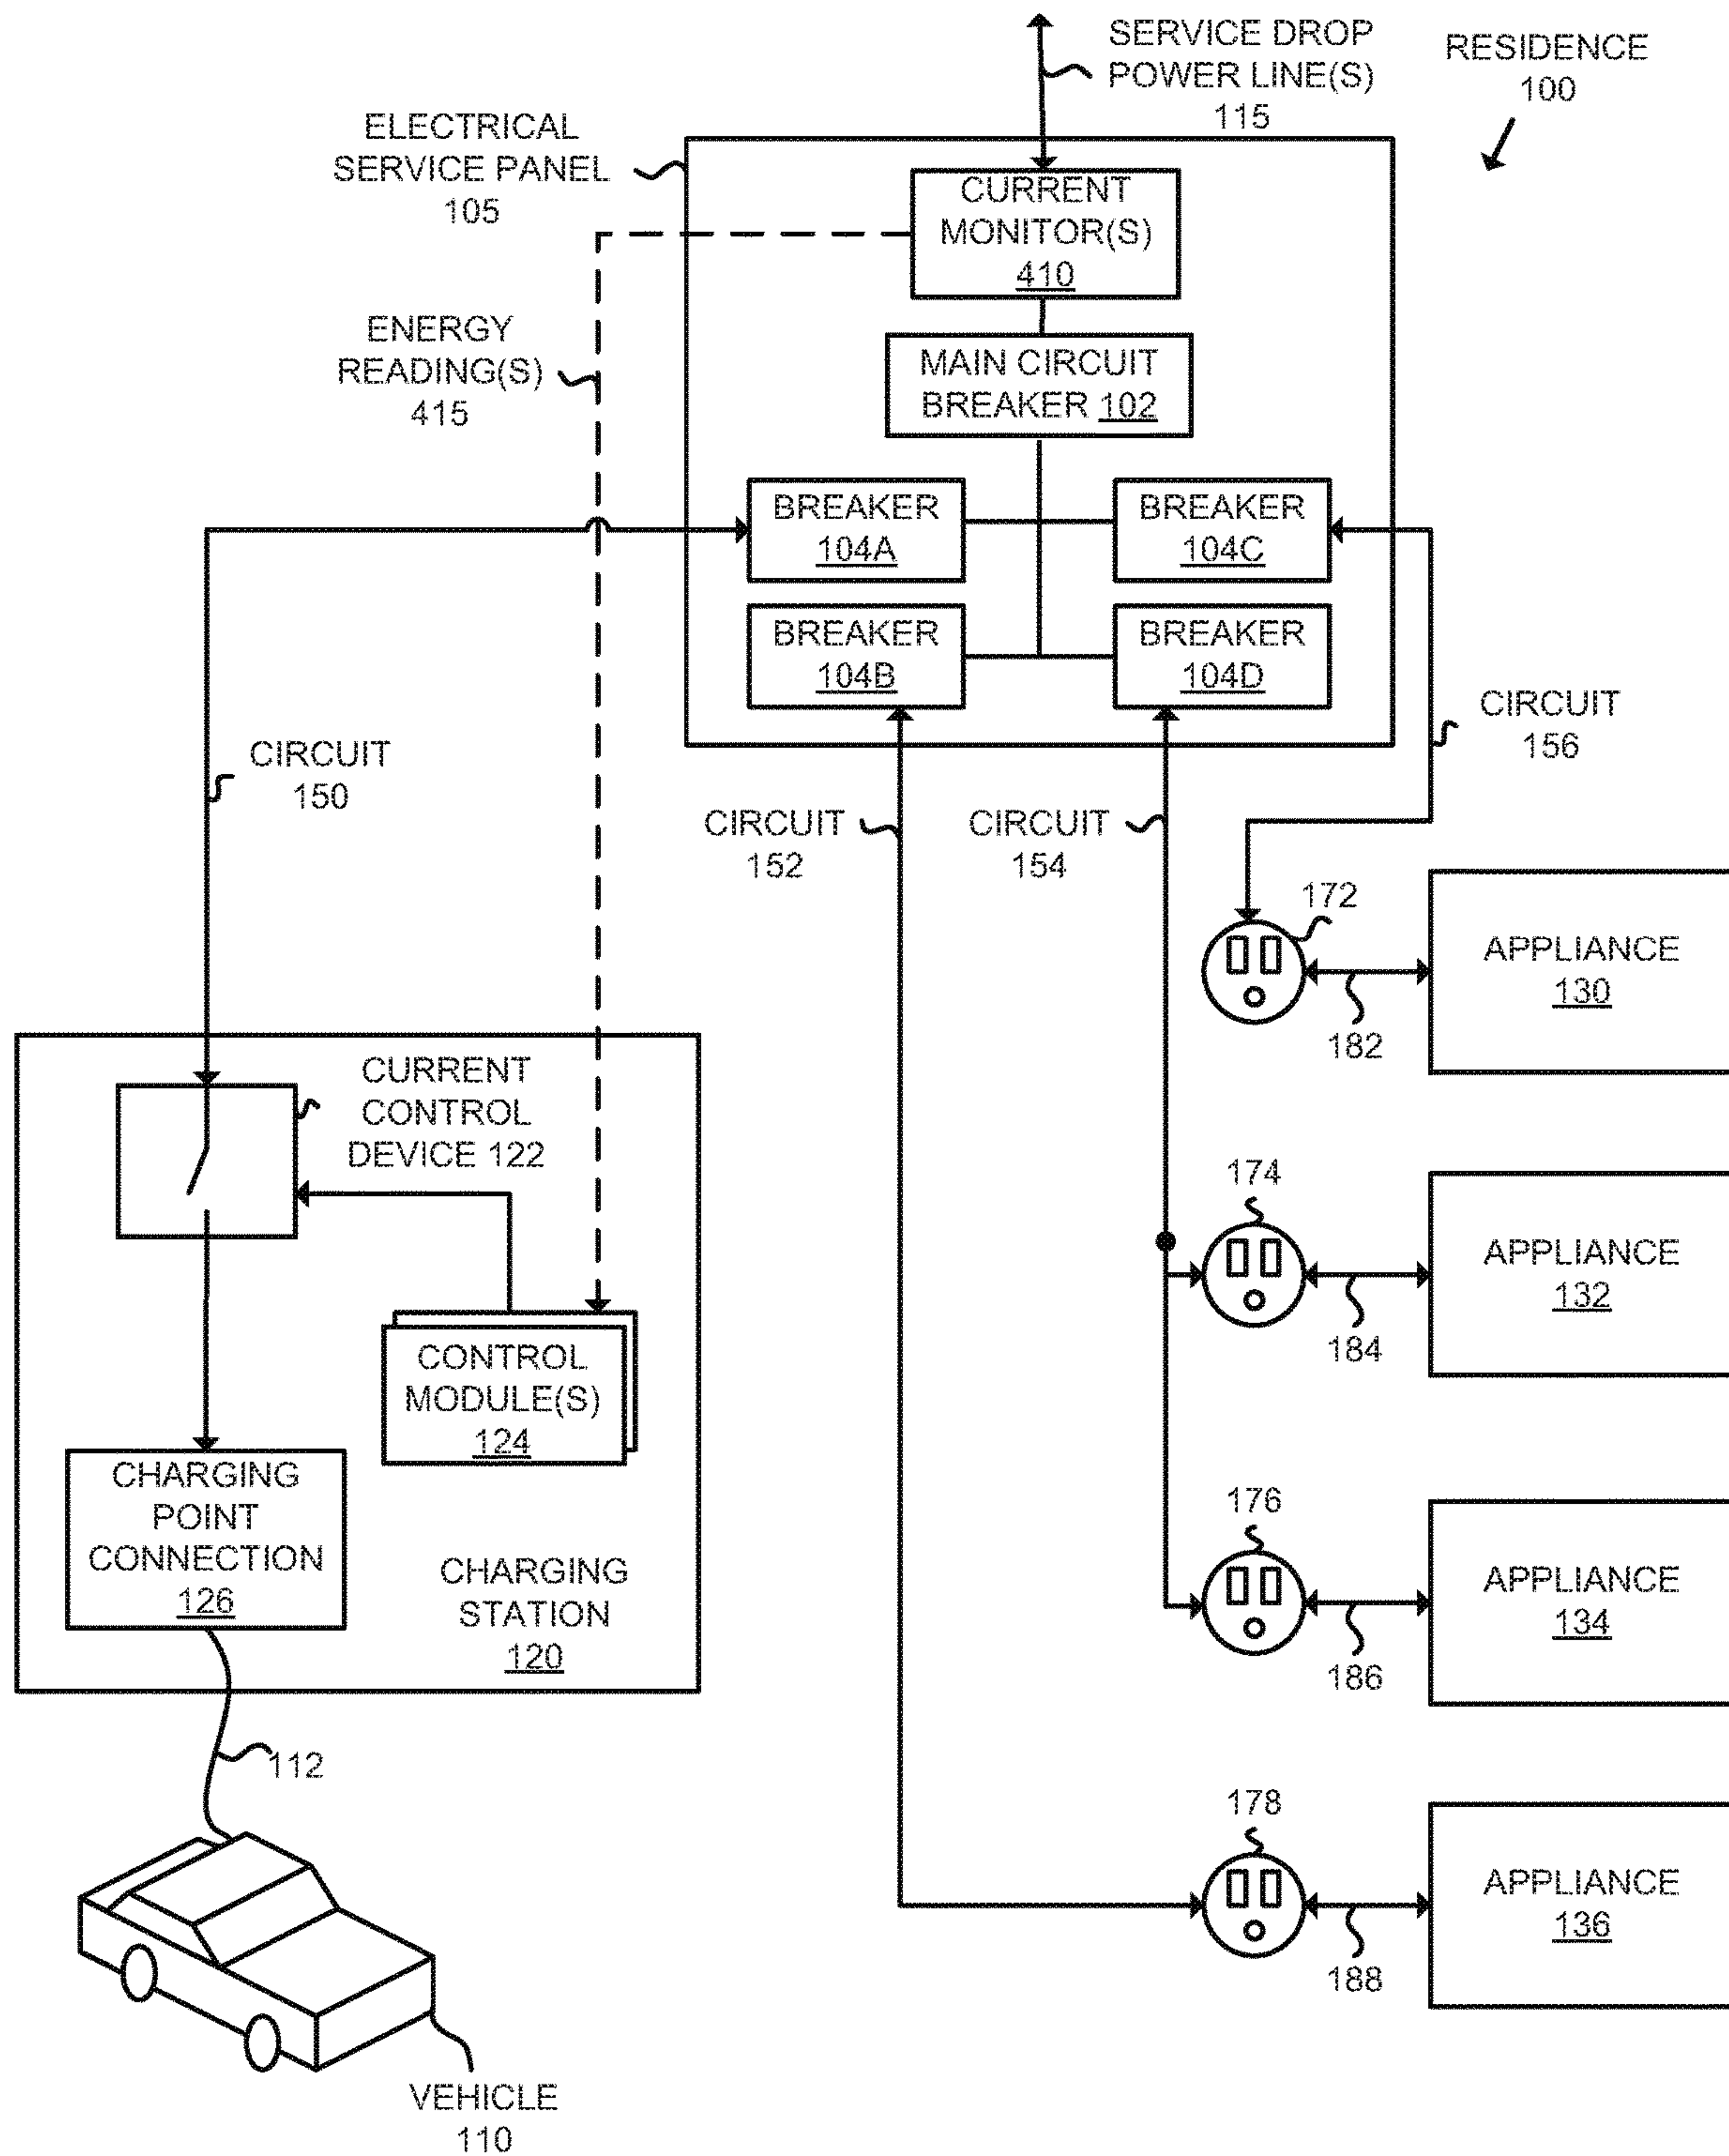 SERVICE DROP
POWER LINE(S)
115
RESIDENCE
100
ELECTRICAL
SERVICE PANEL
105
CURRENT
MONITOR(S)
410
ENERGY
READING(S)
415
MAIN CIRCUIT
BREAKER 102
BREAKER
104A
BREAKER
104C
BREAKER
104B
BREAKER
104D
CIRCUIT
150
CIRCUIT
152
CIRCUIT
154
CIRCUIT
156
172
APPLIANCE
130
182
CURRENT
CONTROL
DEVICE 122
174
APPLIANCE
132
184
CONTROL
MODULE(S)
124
CHARGING
POINT
CONNECTION
126
CHARGING
STATION
120
176
APPLIANCE
134
186
112
178
APPLIANCE
136
188
VEHICLE
110